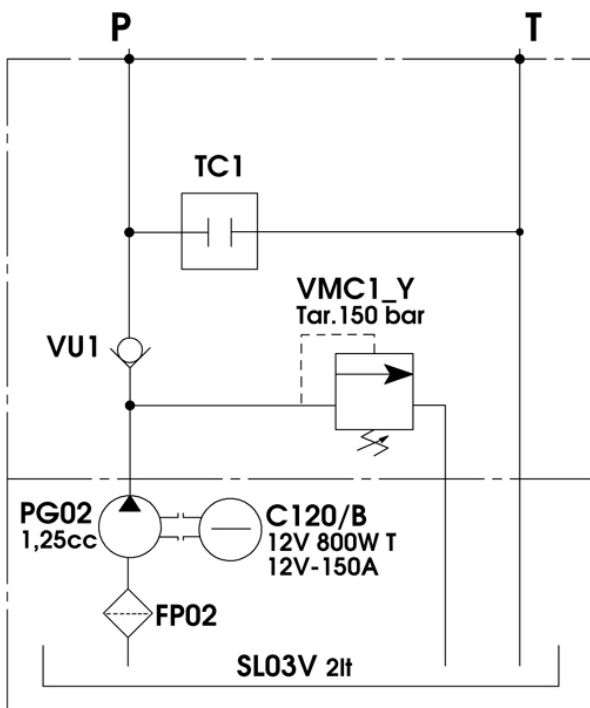 P
T
TC1
VMC1_Y
Tar.150 bar
VU1
PG02
1,25cc
C120/B
12V 800W T
12V-150A
FP02
SL03V 2lt